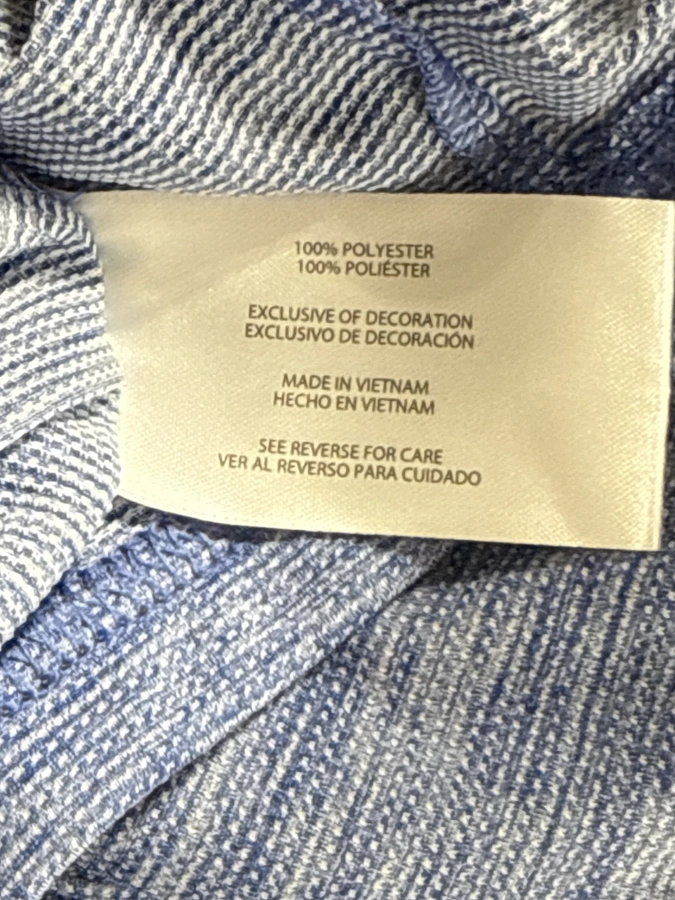 100% POLYESTER
100% POLIÉSTER
EXCLUSIVE OF DECORATION
EXCLUSIVO DE DECORACIÓN
MADE IN VIETNAM
HECHO EN VIETNAM
SEE REVERSE FOR CARE
VER AL REVERSO PARA CUIDADO